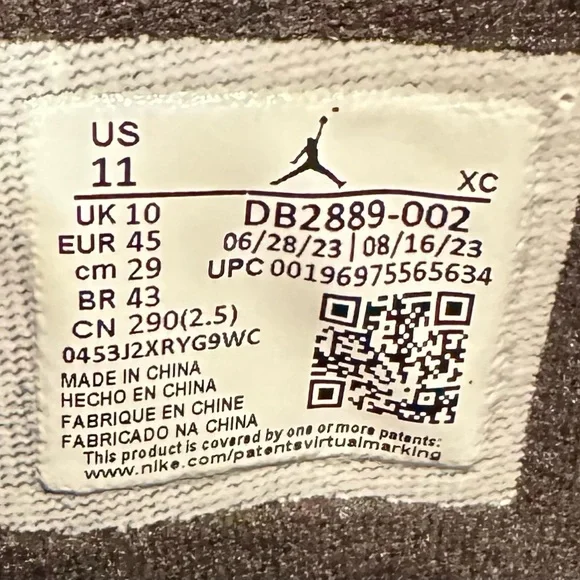 US
11
XC
UK 10
DB2889-002
EUR 45
06/28/23 | 08/16/23
cm 29
UPC 00196975565634
BR 43
CN 290(2.5)
0453J2XRYG9WC
MADE IN CHINA
HECHO EN CHINA
FABRIQUE EN CHINE
FABRICADO NA CHINA
This product is covered by one or more patents:
www.nike.com/patentsvirtualmarking